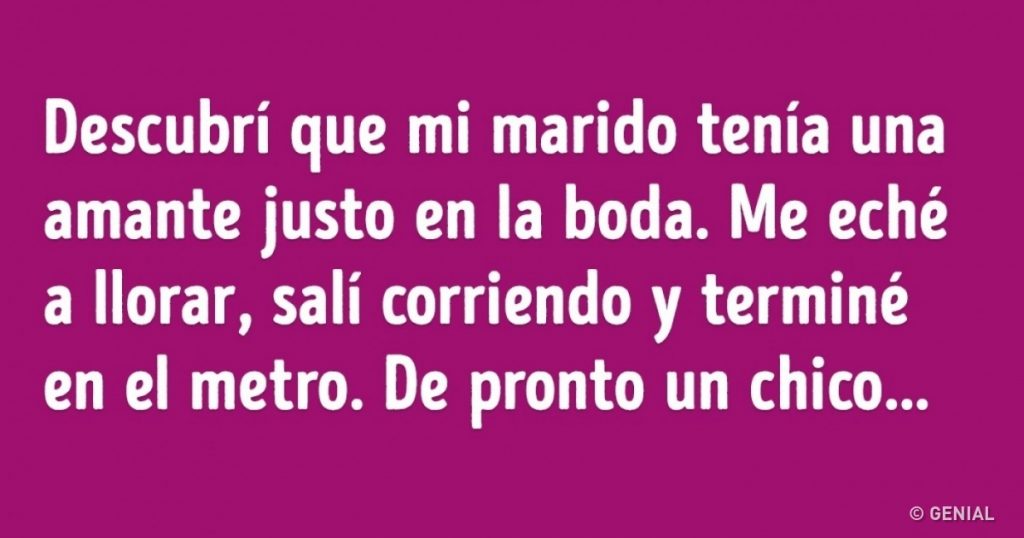 Descubrí que mi marido tenía una
amante justo en la boda. Me eché
a llorar, salí corriendo y terminé
en el metro. De pronto un chico...
© GENIAL